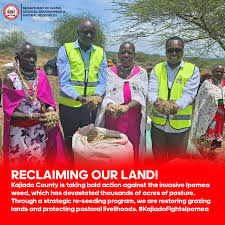 DEPARTMENT OF WATER
SERVICES, ENVIRONMENT &
NATURAL RESOURCES
RECLAIMING OUR LAND!
Kajiado County is taking bold action against the invasive Ipomea
weed, which has devastated thousands of acres of pasture.
Through a strategic re-seeding program, we are restoring grazing
lands and protecting pastoral livelihoods. #KajiadoFightsIpomea